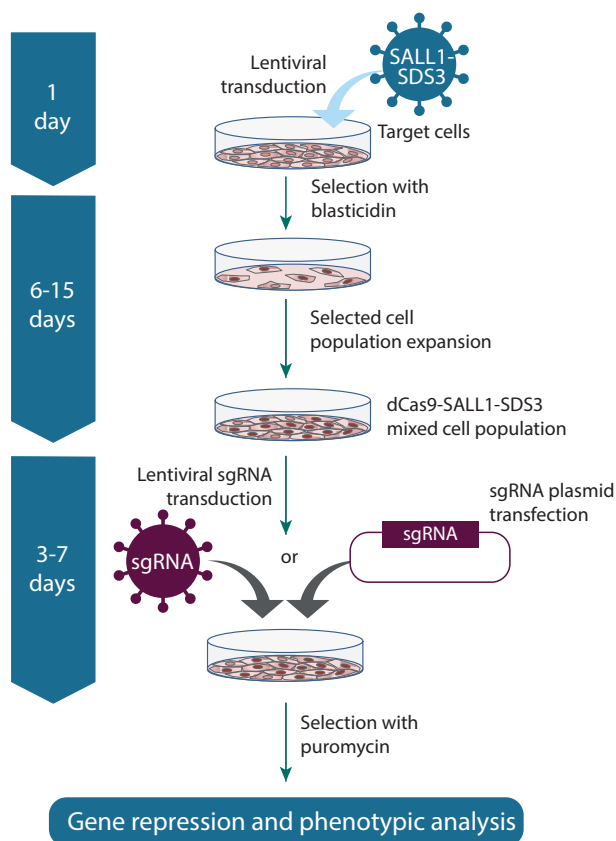 1
day
Lentiviral
transduction
SALL1-
SDS3
Target cells
Selection with
blasticidin
6-15
days
Selected cell
population expansion
dCas9-SALL1-SDS3
mixed cell population
3-7
days
Lentiviral sgRNA
transduction
sgRNA plasmid
transfection
sgRNA
or
sgRNA
Selection with
puromycin
Gene repression and phenotypic analysis